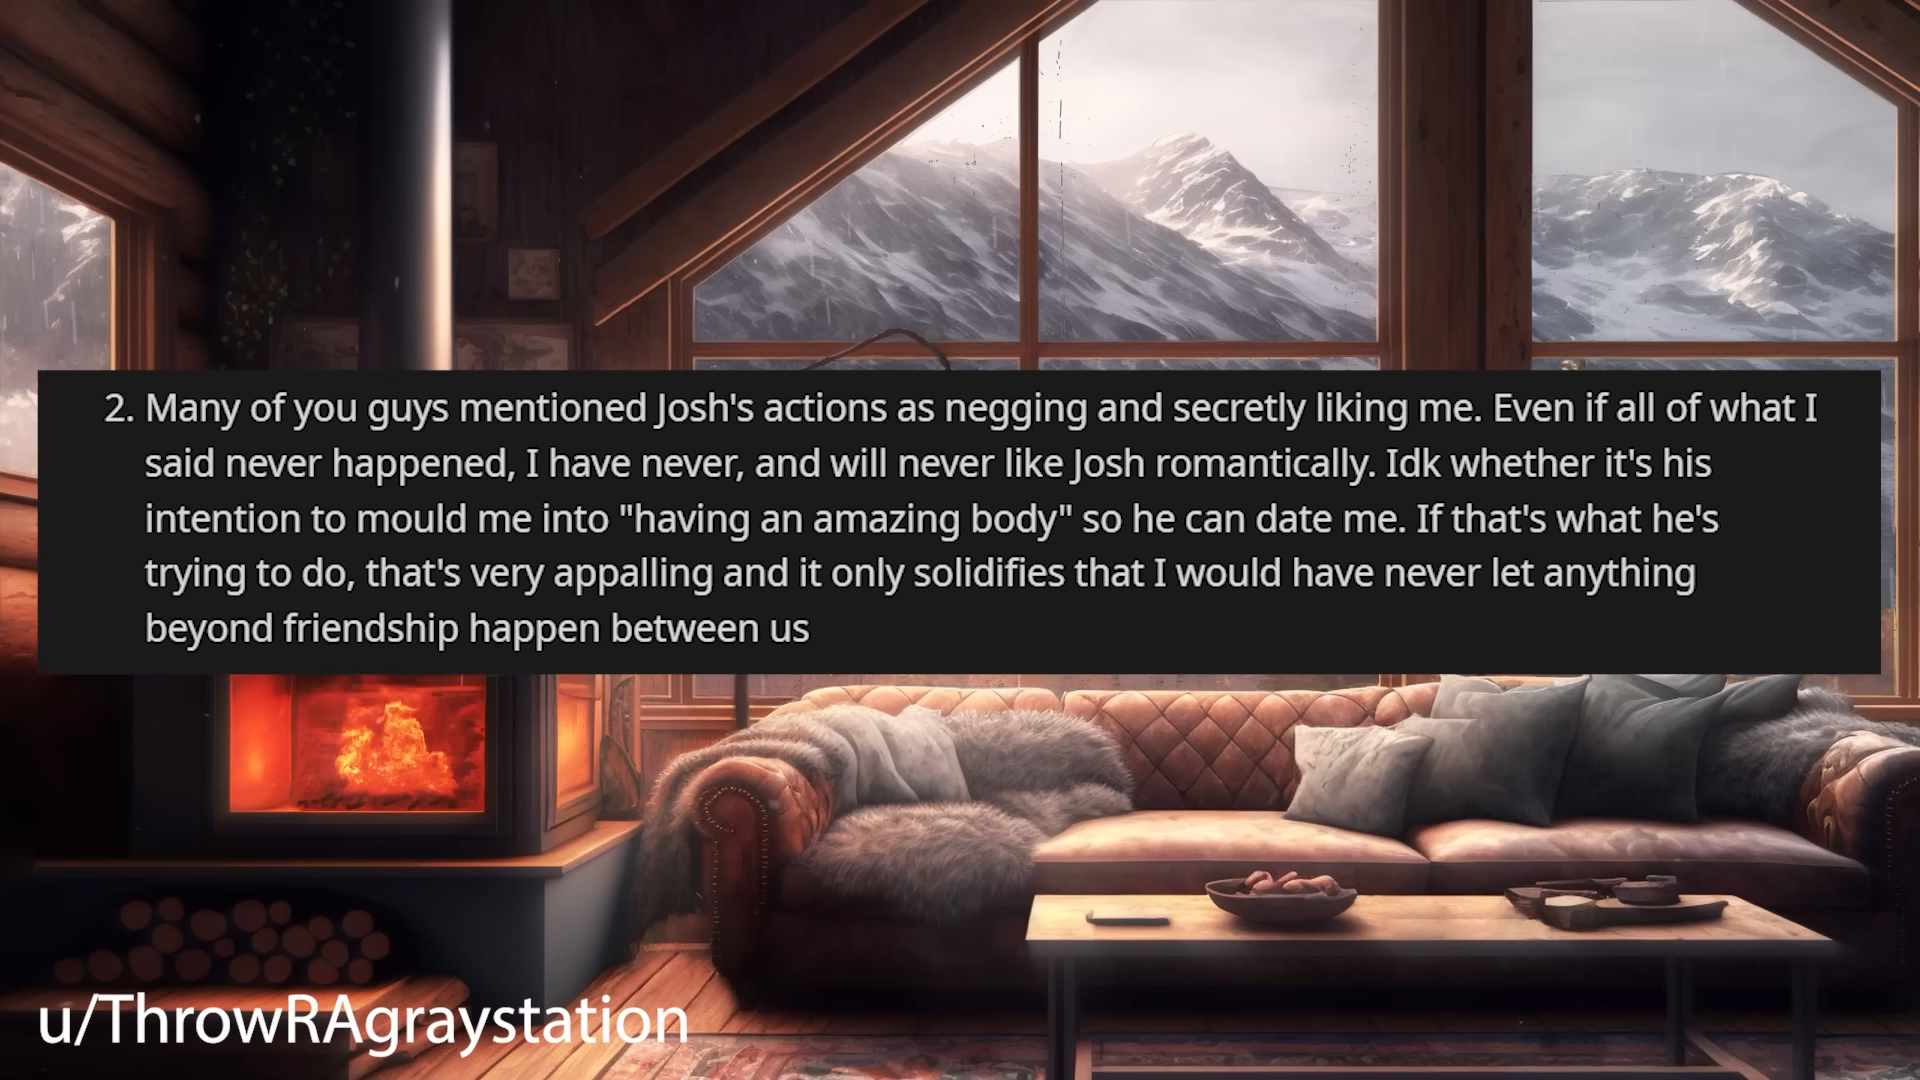 2. Many of you guys mentioned Josh's actions as negging and secretly liking me. Even if all of what I
said never happened, I have never, and will never like Josh romantically. Idk whether it's his
intention to mould me into "having an amazing body" so he can date me. If that's what he's
trying to do, that's very appalling and it only solidifies that I would have never let anything
beyond friendship happen between us
u/ThrowRAgraystation